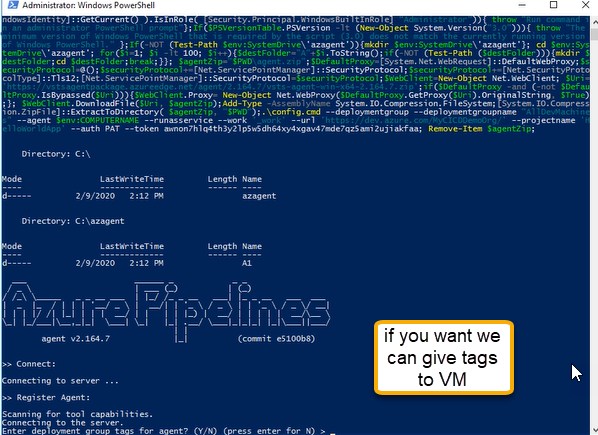 Administrator: Windows PowerShell
ndowsIdentity]::GetCurrent() ).IsInRole( [Security.Principal.WindowsBuiltInRole] "Administrator ")){ throw "Run command i
an administrator PowerShell prompt"};If($PSVersionTable.PSVersion -lt (New-Object System.Version("3.0"))){ throw "The
minimum version of Windows PowerShell that is required by the script (3.0) does not match the currently running version
of Windows PowerShell." };If(-NOT (Test-Path $env:SystemDrive\'azagent')){mkdir $env:SystemDrive\'azagent'}; cd $env:Sys
temDrive\'azagent'; for($i=1; $i -lt 100; $i++){$destFolder="A"+$i.ToString();if(-NOT (Test-Path ($destFolder))){mkdir $
destFolder;cd $destFolder;break;}}; $agentZip="$PWD\agent.zip";$DefaultProxy=[System.Net.WebRequest]::DefaultWebProxy;$s
ecurityProtocol=@();$securityProtocol+=[Net.ServicePointManager]::SecurityProtocol;$securityProtocol+=[Net.SecurityProto
colType]::Tls12;[Net.ServicePointManager]::SecurityProtocol=$securityProtocol;$WebClient=New-Object Net.WebClient; $Uri=
'https://vstsagentpackage.azureedge.net/agent/2.164.7/vsts-agent-win-x64-2.164.7.zip';if($DefaultProxy -and (-not $Defau
ltProxy.IsBypassed($Uri))){$WebClient.Proxy= New-Object Net.WebProxy($DefaultProxy.GetProxy($Uri).OriginalString, $True)
;}; $WebClient.DownloadFile($Uri, $agentZip);Add-Type -AssemblyName System.IO.Compression.FileSystem;[System.IO.Compress
ion.ZipFile]::ExtractToDirectory( $agentZip, "$PWD");.\config.cmd --deploymentgroup --deploymentgroupname "AllDevMachine
s" --agent $env:COMPUTERNAME --runasservice --work '_work' --url 'https://dev.azure.com/MyCICDDemoOrg/' --projectname 'H
elloWorldApp' --auth PAT --token awnon7hlq4th3y2lp5w5dh64xy4xgav47mde7qz5ami2ujiakfaa; Remove-Item $agentZip;
Directory: C:\
Mode LastWriteTime Length Name
---- ------------- ------ ----
d----- 2/9/2020 2:12 PM azagent
Directory: C:\azagent
Mode LastWriteTime Length Name
---- ------------- ------ ----
d----- 2/9/2020 2:12 PM A1
Azure Pipelines
agent v2.164.7 (commit e5100b8)
>> Connect:
Connecting to server ...
>> Register Agent:
Scanning for tool capabilities.
Connecting to the server.
Enter deployment group tags for agent? (Y/N) (press enter for N) >
if you want we
can give tags
to VM